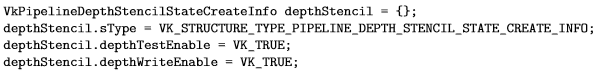 VkPipelineDepthStencilStateCreateInfo depthStencil = {};
depthStencil.sType = VK_STRUCTURE_TYPE_PIPELINE_DEPTH_STENCIL_STATE_CREATE_INFO;
depthStencil.depthTestEnable = VK_TRUE;
depthStencil.depthWriteEnable = VK_TRUE;